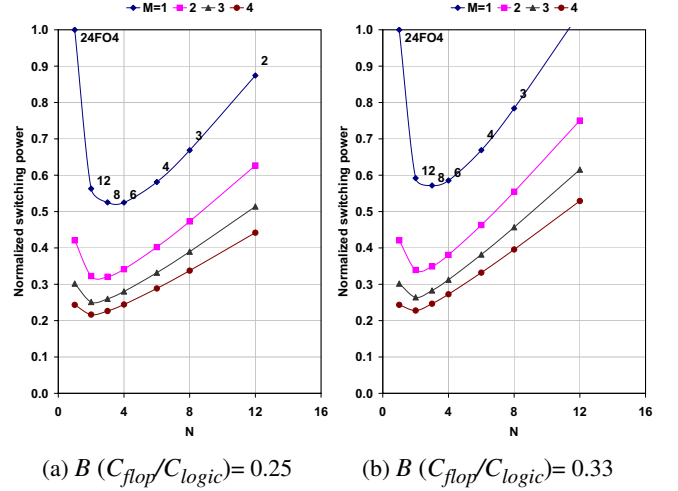 M=1 2 3 4
M=1 2 3 4
Normalized switching power
1.0
0.9
0.8
0.7
0.6
0.5
0.4
0.3
0.2
0.1
0.0
24FO4
12
8
6
4
3
2
0 4 8 12 16
N
Normalized switching power
1.0
0.9
0.8
0.7
0.6
0.5
0.4
0.3
0.2
0.1
0.0
24FO4
12
8
6
4
3
0 4 8 12 16
N
(a) B (Cflop/Clogic)= 0.25
(b) B (Cflop/Clogic)= 0.33